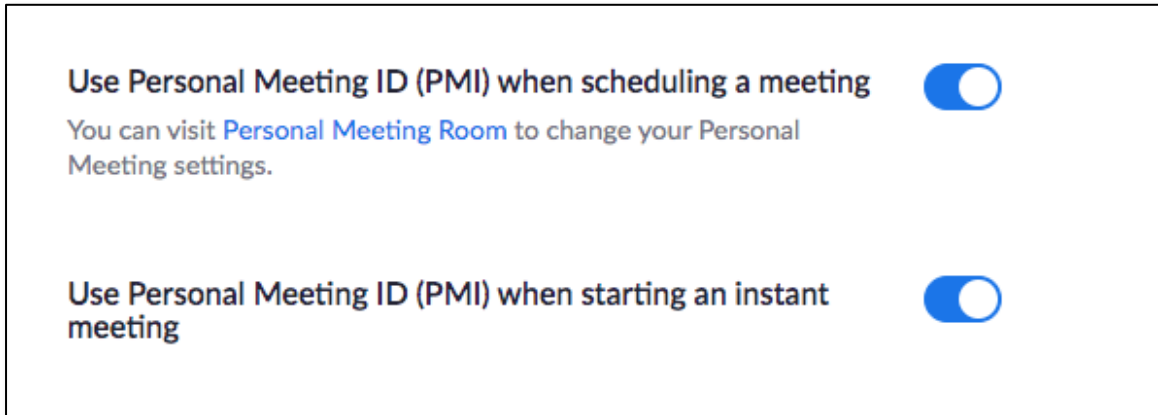 Use Personal Meeting ID (PMI) when scheduling a meeting
You can visit Personal Meeting Room to change your Personal
Meeting settings.
Use Personal Meeting ID (PMI) when starting an instant
meeting